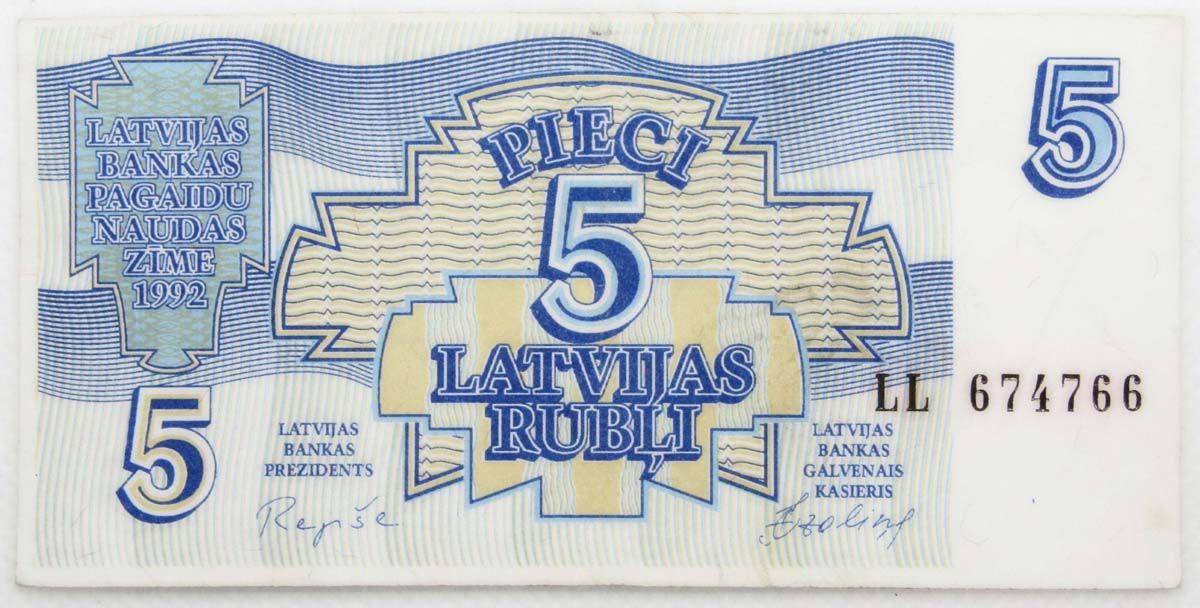 LATVIJAS
BANKAS
PAGAIDU
NAUDAS
ZĪME
1992
PIECI
5
LATVIJAS
RUBĻI
5
LL 674766
5
LATVIJAS
BANKAS
PREZIDENTS
Repše
LATVIJAS
BANKAS
GALVENAIS
KASIERIS